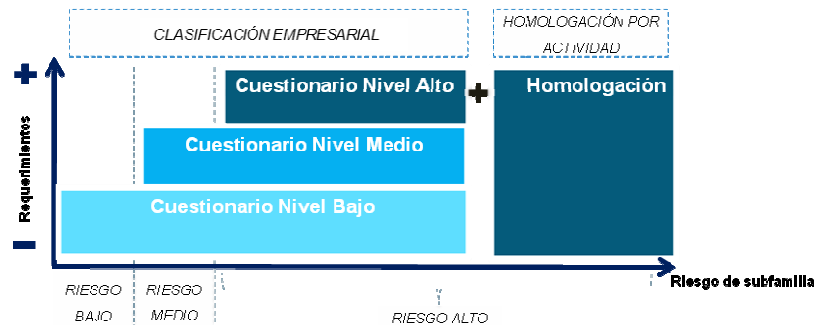 CLASIFICACIÓN EMPRESARIAL
HOMOLOGACIÓN POR
ACTIVIDAD
+
Cuestionario Nivel Alto
+
Homologación
Cuestionario Nivel Medio
Cuestionario Nivel Bajo
Requerimientos
-
Riesgo de subfamilia
RIESGO
BAJO
RIESGO
MEDIO
RIESGO ALTO